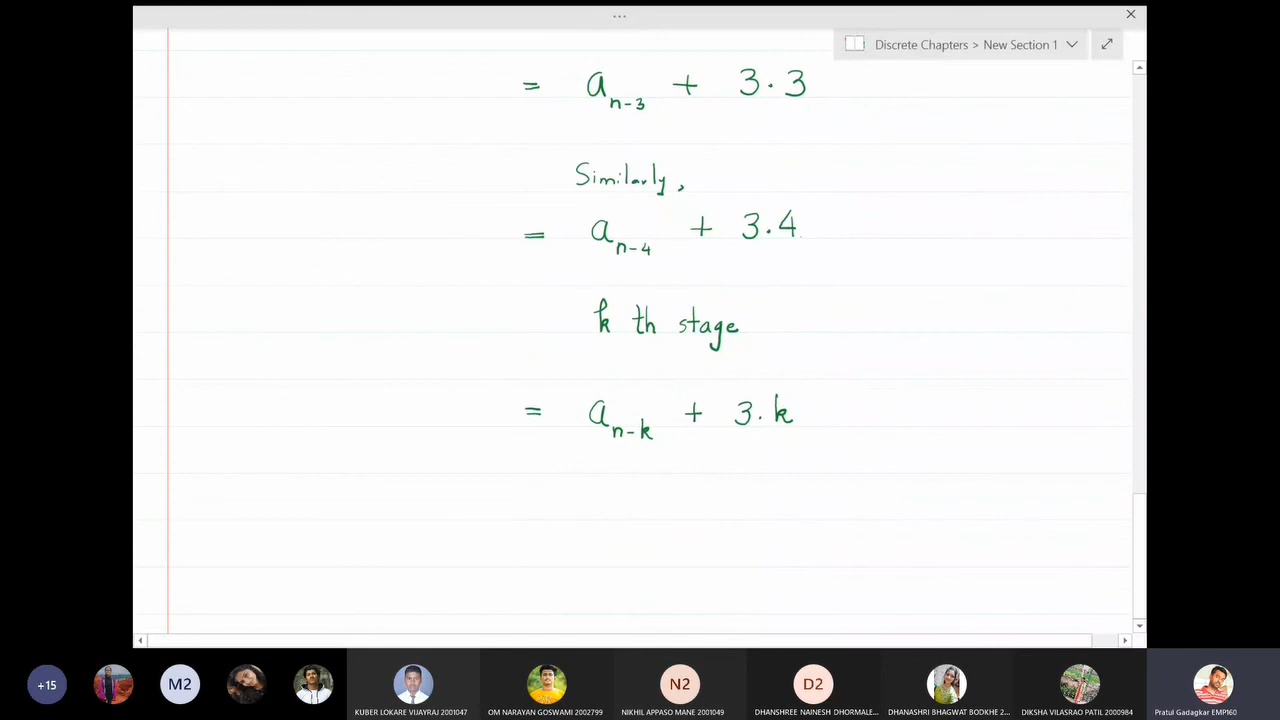 Discrete Chapters > New Section 1
= a_{n-3} + 3.3
Similarly,
= a_{n-4} + 3.4
k th stage
= a_{n-k} + 3.k
+15
M2
KUBER LOKARE VIJAYRAJ 2001047
OM NARAYAN GOSWAMI 2002799
N2
NIKHIL APPASO MANE 2001049
D2
DHANSHREE NAINESH DHORMALE...
DHANASHRI BHAGWAT BODKHE 2...
DIKSHA VILASRAO PATIL 2000984
Pratul Gadagkar EMP160